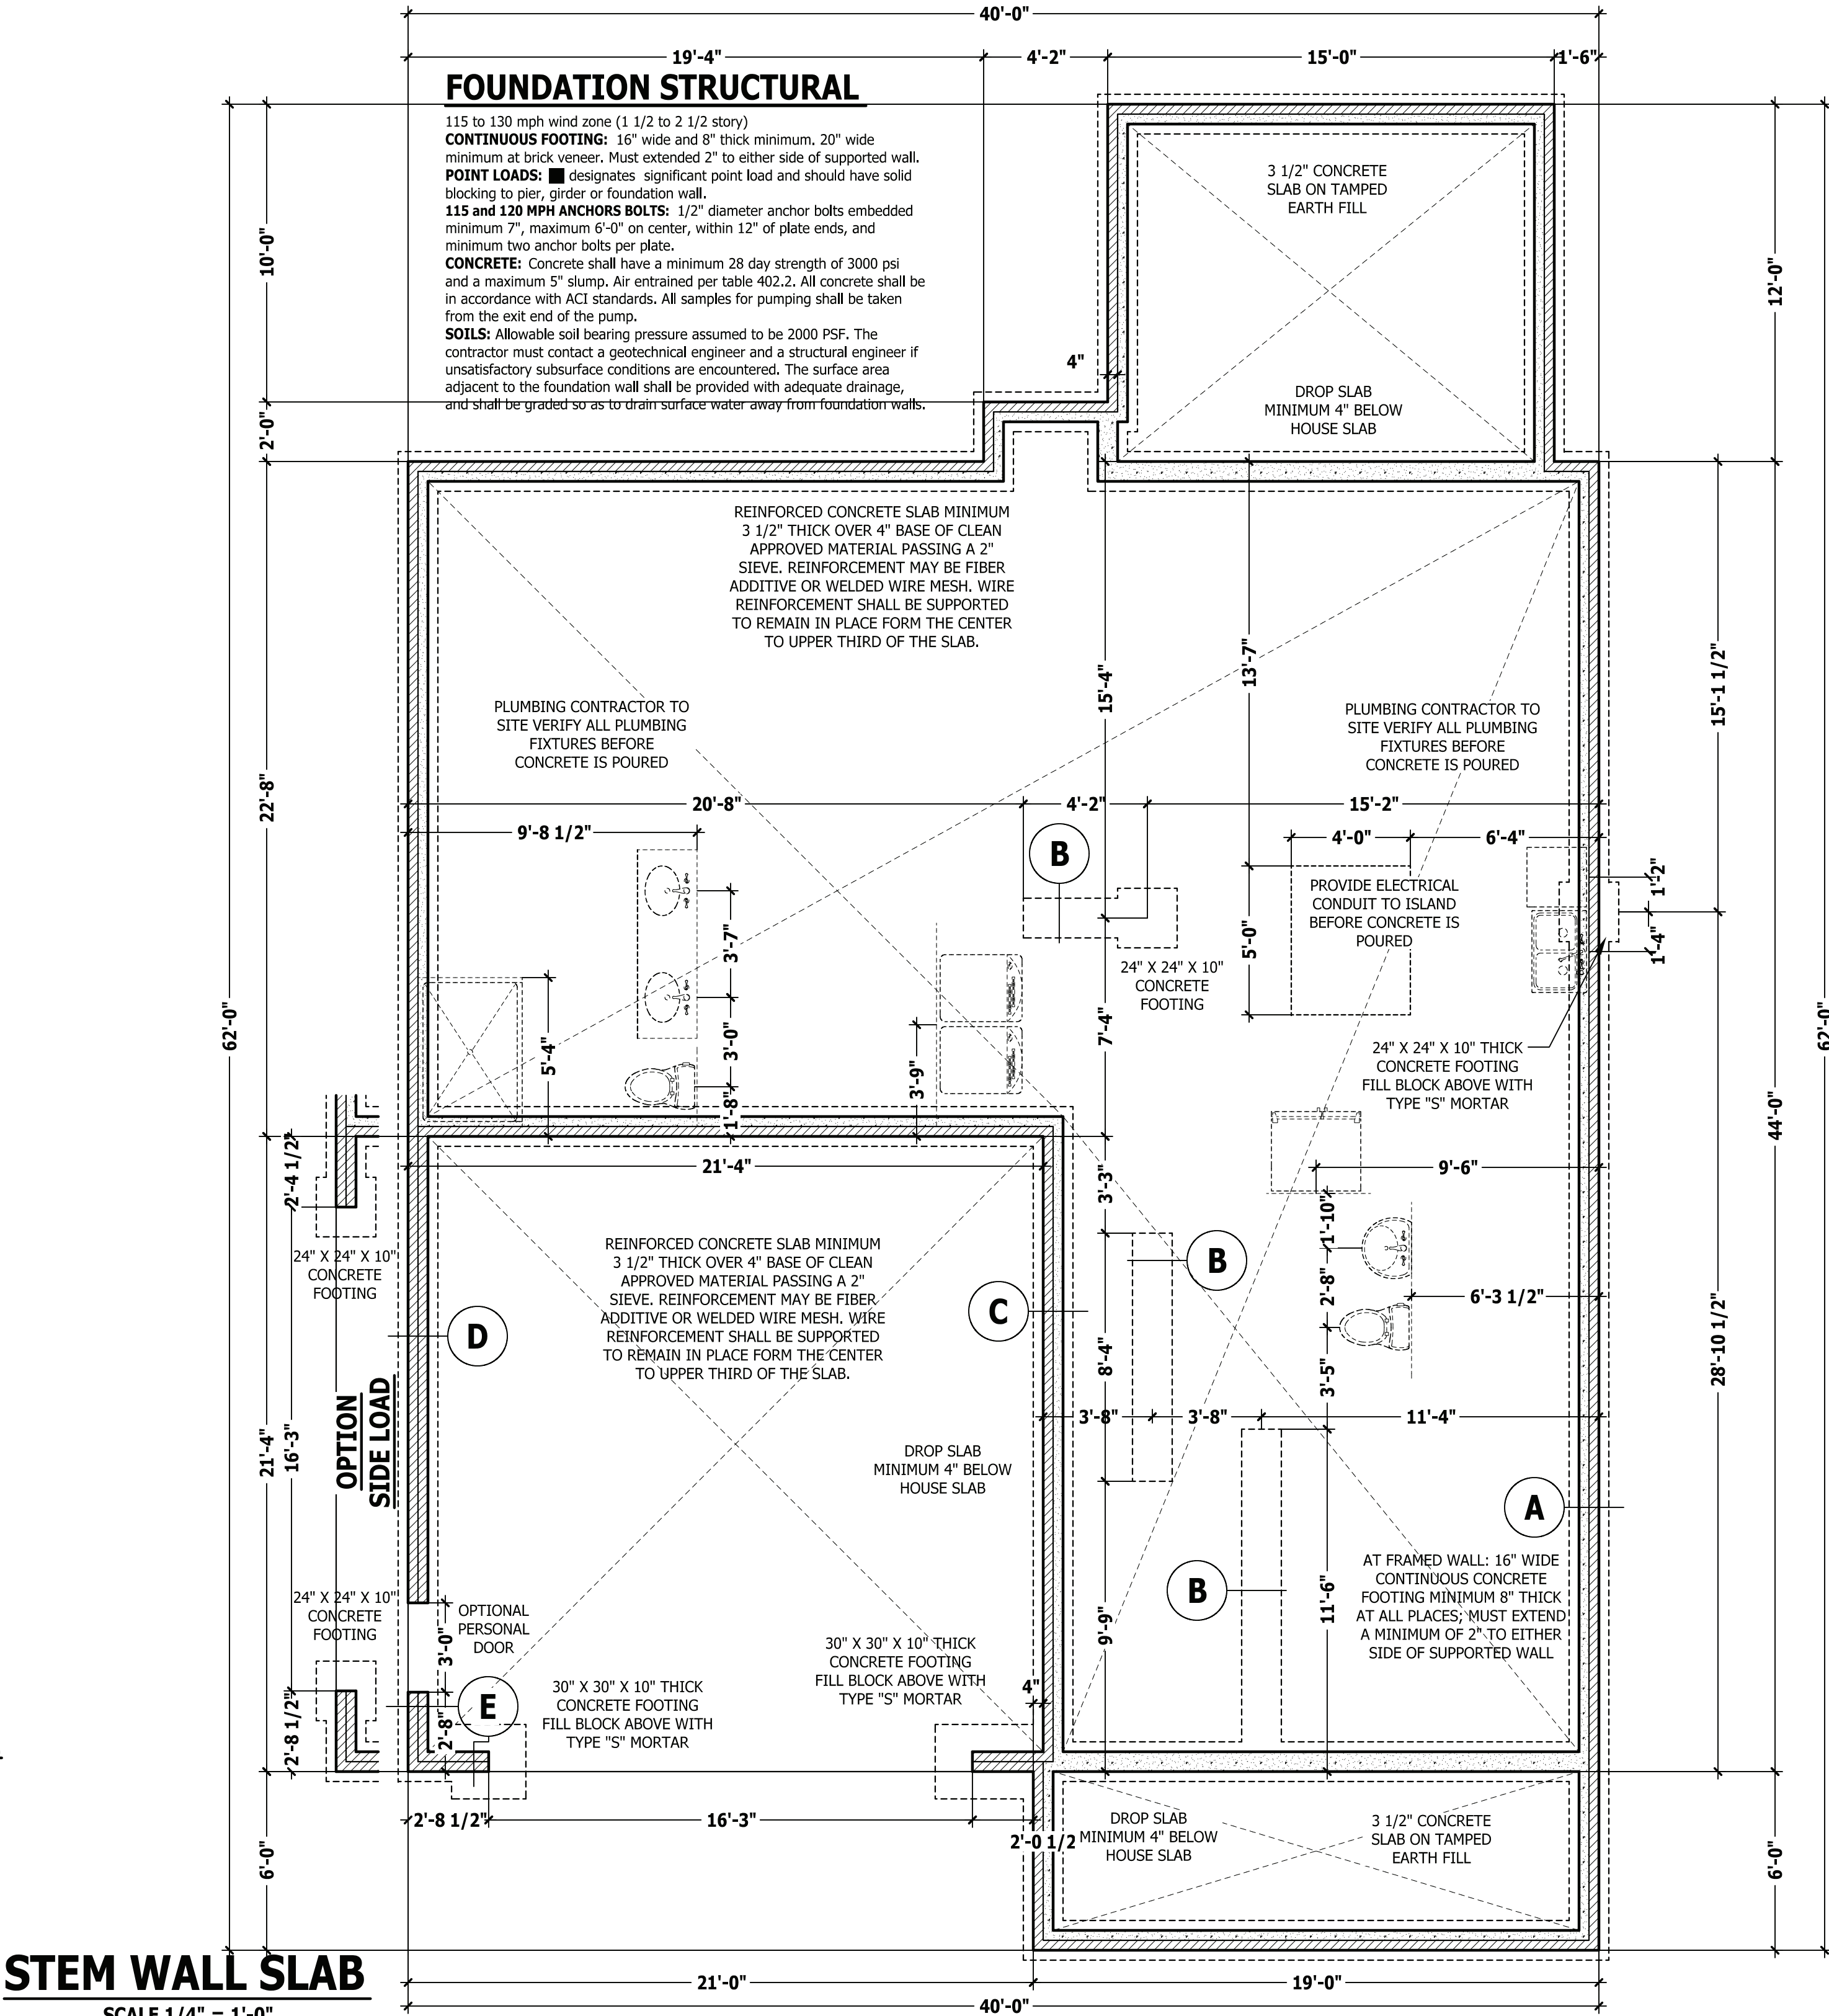 40'-0"
19'-4"
4'-2"
15'-0"
1'-6"
FOUNDATION STRUCTURAL
115 to 130 mph wind zone (1 1/2 to 2 1/2 story)
CONTINUOUS FOOTING: 16" wide and 8" thick minimum. 20" wide
minimum at brick veneer. Must extended 2" to either side of supported wall.
POINT LOADS: designates significant point load and should have solid
blocking to pier, girder or foundation wall.
115 and 120 MPH ANCHORS BOLTS: 1/2" diameter anchor bolts embedded
minimum 7", maximum 6'-0" on center, within 12" of plate ends, and
minimum two anchor bolts per plate.
CONCRETE: Concrete shall have a minimum 28 day strength of 3000 psi
and a maximum 5" slump. Air entrained per table 402.2. All concrete shall be
in accordance with ACI standards. All samples for pumping shall be taken
from the exit end of the pump.
SOILS: Allowable soil bearing pressure assumed to be 2000 PSF. The
contractor must contact a geotechnical engineer and a structural engineer if
unsatisfactory subsurface conditions are encountered. The surface area
adjacent to the foundation wall shall be provided with adequate drainage,
and shall be graded so as to drain surface water away from foundation walls.
3 1/2" CONCRETE
SLAB ON TAMPED
EARTH FILL
10'-0"
12'-0"
4"
DROP SLAB
MINIMUM 4" BELOW
HOUSE SLAB
2'-0"
REINFORCED CONCRETE SLAB MINIMUM
3 1/2" THICK OVER 4" BASE OF CLEAN
APPROVED MATERIAL PASSING A 2"
SIEVE. REINFORCEMENT MAY BE FIBER
ADDITIVE OR WELDED WIRE MESH. WIRE
REINFORCEMENT SHALL BE SUPPORTED
TO REMAIN IN PLACE FORM THE CENTER
TO UPPER THIRD OF THE SLAB.
13'-7"
15'-4"
15'-1 1/2"
PLUMBING CONTRACTOR TO
SITE VERIFY ALL PLUMBING
FIXTURES BEFORE
CONCRETE IS POURED
PLUMBING CONTRACTOR TO
SITE VERIFY ALL PLUMBING
FIXTURES BEFORE
CONCRETE IS POURED
22'-8"
20'-8"
4'-2"
15'-2"
9'-8 1/2"
4'-0"
6'-4"
B
1'-2"
PROVIDE ELECTRICAL
CONDUIT TO ISLAND
BEFORE CONCRETE IS
POURED
3'-7"
5'-0"
1'-4"
24" X 24" X 10"
CONCRETE
FOOTING
62'-0"
62'-0"
5'-4"
3'-0"
7'-4"
3'-9"
1'-8"
24" X 24" X 10" THICK
CONCRETE FOOTING
FILL BLOCK ABOVE WITH
TYPE "S" MORTAR
44'-0"
2'-4 1/2"
21'-4"
3'-3"
9'-6"
1'-10"
24" X 24" X 10"
CONCRETE
FOOTING
REINFORCED CONCRETE SLAB MINIMUM
3 1/2" THICK OVER 4" BASE OF CLEAN
APPROVED MATERIAL PASSING A 2"
SIEVE. REINFORCEMENT MAY BE FIBER
ADDITIVE OR WELDED WIRE MESH. WIRE
REINFORCEMENT SHALL BE SUPPORTED
TO REMAIN IN PLACE FORM THE CENTER
TO UPPER THIRD OF THE SLAB.
B
2'-8"
6'-3 1/2"
C
D
8'-4"
3'-5"
28'-10 1/2"
OPTION
SIDE LOAD
21'-4"
16'-3"
3'-8"
3'-8"
11'-4"
DROP SLAB
MINIMUM 4" BELOW
HOUSE SLAB
A
AT FRAMED WALL: 16" WIDE
CONTINUOUS CONCRETE
FOOTING MINIMUM 8" THICK
AT ALL PLACES; MUST EXTEND
A MINIMUM OF 2" TO EITHER
SIDE OF SUPPORTED WALL
B
11'-6"
9'-9"
24" X 24" X 10"
CONCRETE
FOOTING
OPTIONAL
PERSONAL
DOOR
3'-0"
30" X 30" X 10" THICK
CONCRETE FOOTING
FILL BLOCK ABOVE WITH
TYPE "S" MORTAR
30" X 30" X 10" THICK
CONCRETE FOOTING
FILL BLOCK ABOVE WITH
TYPE "S" MORTAR
4"
E
2'-8"
2'-8 1/2"
2'-8 1/2"
16'-3"
2'-0 1/2
DROP SLAB
MINIMUM 4" BELOW
HOUSE SLAB
3 1/2" CONCRETE
SLAB ON TAMPED
EARTH FILL
6'-0"
6'-0"
STEM WALL SLAB
SCALE 1/4" = 1'-0"
21'-0"
19'-0"
40'-0"